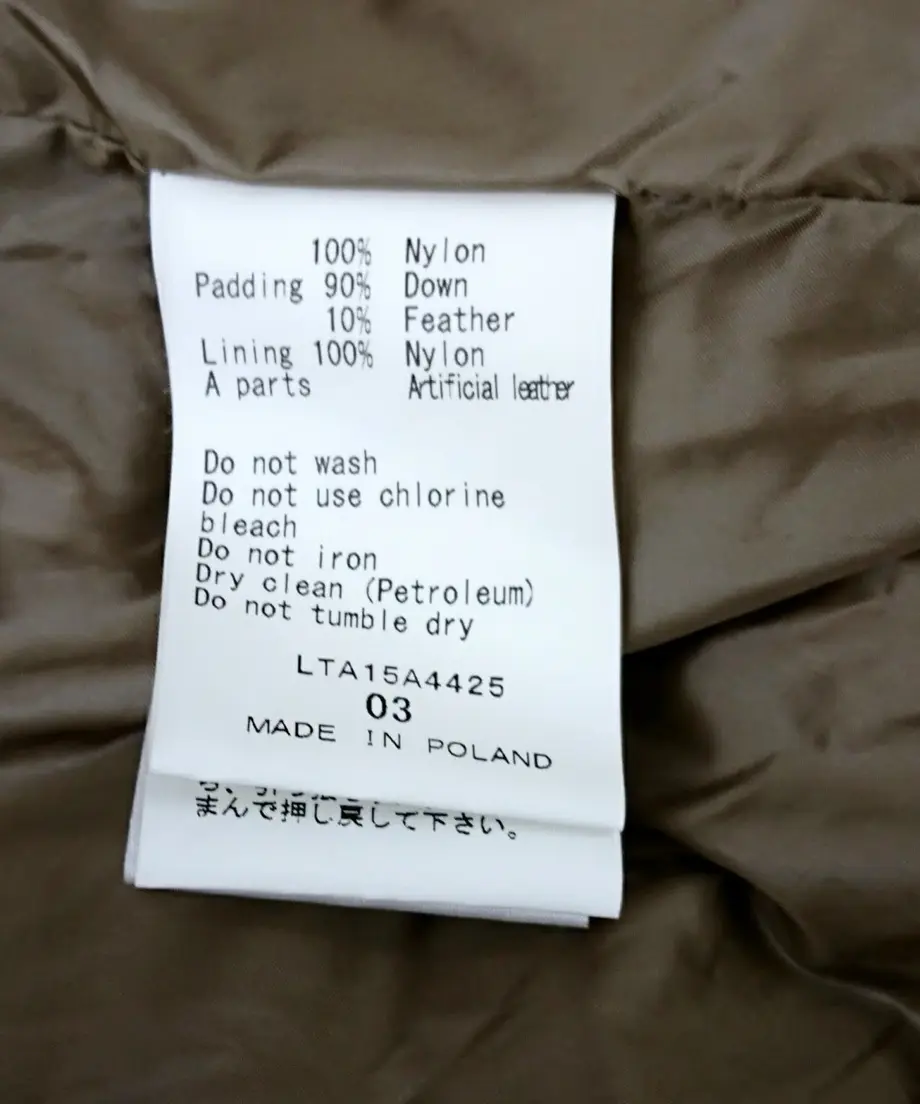 100% Nylon
Padding 90% Down
10% Feather
Lining 100% Nylon
A parts Artificial leather
Do not wash
Do not use chlorine
bleach
Do not iron
Dry clean (Petroleum)
Do not tumble dry
LTA15A4425
03
MADE IN POLAND
まんで押し戻して下さい。